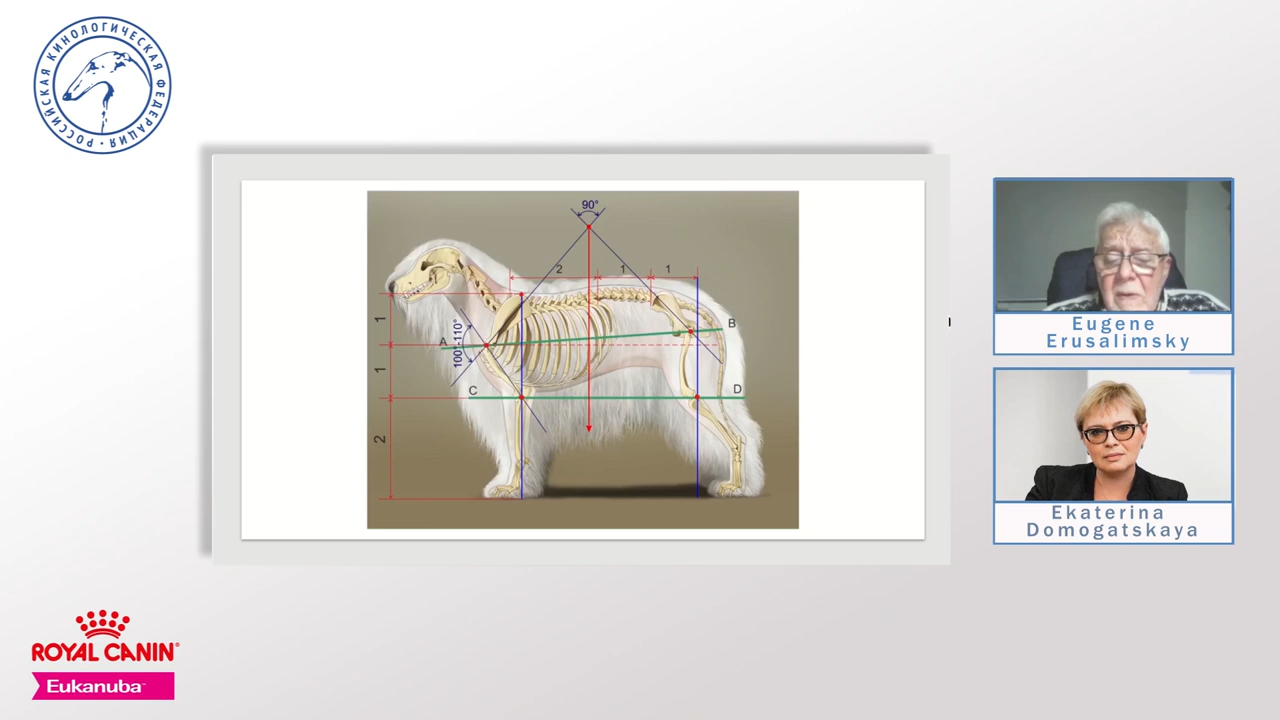 РОССИЙСКАЯ КИНОЛОГИЧЕСКАЯ ФЕДЕРАЦИЯ
90°
2 1 1
1
100°-110°
A
B
1
C
D
2
Eugene
Erusalimsky
Ekaterina
Domogatskaya
ROYAL CANIN
Eukanuba